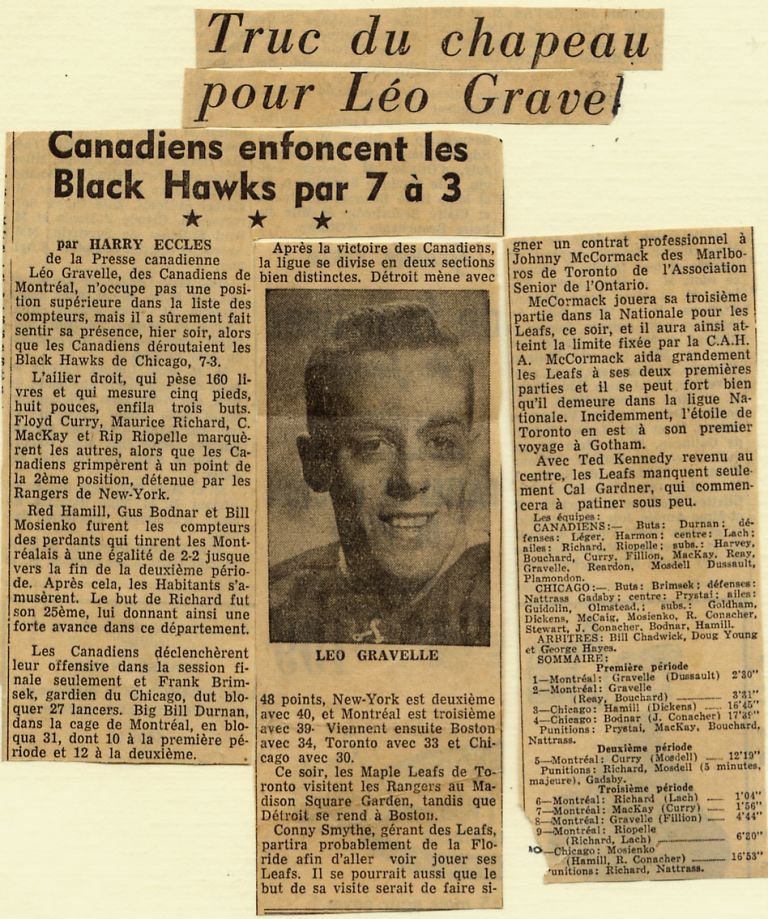 Truc du chapeau
pour Léo Gravel
Canadiens enfoncent les
Black Hawks par 7 à 3
★ ★ ★
par HARRY ECCLES
de la Presse canadienne
Léo Gravelle, des Canadiens de
Montréal, n'occupe pas une posi-
tion supérieure dans la liste des
compteurs, mais il a sûrement fait
sentir sa présence, hier soir, alors
que les Canadiens déroutaient les
Black Hawks de Chicago, 7-3.
L'ailier droit, qui pèse 160 li-
vres et qui mesure cinq pieds,
huit pouces, enfila trois buts.
Floyd Curry, Maurice Richard, C.
MacKay et Rip Riopelle marquè-
rent les autres, alors que les Ca-
nadiens grimpèrent à un point de
la 2ème position, détenue par les
Rangers de New-York.
Red Hamill, Gus Bodnar et Bill
Mosienko furent les compteurs
des perdants qui tinrent les Mont-
réalais à une égalité de 2-2 jusque
vers la fin de la deuxième pério-
de. Après cela, les Habitants s'a-
musèrent. Le but de Richard fut
son 25ème, lui donnant ainsi une
forte avance dans ce département.
Les Canadiens déclenchèrent
leur offensive dans la session fi-
nale seulement et Frank Brim-
sek, gardien du Chicago, dut blo-
quer 27 lancers. Big Bill Durnan,
dans la cage de Montréal, en blo-
qua 31, dont 10 à la première pé-
riode et 12 à la deuxième.
Après la victoire des Canadiens,
la ligue se divise en deux sections
bien distinctes. Détroit mène avec
LEO GRAVELLE
48 points, New-York est deuxième
avec 40, et Montréal est troisième
avec 39. Viennent ensuite Boston
avec 34, Toronto avec 33 et Chi-
cago avec 30.
Ce soir, les Maple Leafs de To-
ronto visitent les Rangers au Ma-
dison Square Garden, tandis que
Détroit se rend à Boston.
Conny Smythe, gérant des Leafs,
partira probablement de la Flo-
ride afin d'aller voir jouer ses
Leafs. Il se pourrait aussi que le
but de sa visite serait de faire si-
gner un contrat professionnel à
Johnny McCormack des Marlbo-
ros de Toronto de l'Association
Senior de l'Ontario.
McCormack jouera sa troisième
partie dans la Nationale pour les
Leafs, ce soir, et il aura ainsi at-
teint la limite fixée par la C.A.H.
A. McCormack aida grandement
les Leafs à ses deux premières
parties et il se peut fort bien
qu'il demeure dans la ligue Na-
tionale. Incidemment, l'étoile de
Toronto en est à son premier
voyage à Gotham.
Avec Ted Kennedy revenu au
centre, les Leafs manquent seule-
ment Cal Gardner, qui commen-
cera à patiner sous peu.
Les équipes:
CANADIENS:— Buts: Durnan; dé-
fenses: Léger, Harmon; centre: Lach;
ailes: Richard, Riopelle; subs.: Harvey,
Bouchard, Curry, Fillion, MacKay, Reay,
Gravelle, Reardon, Mosdell Dussault,
Plamondon.
CHICAGO:— Buts: Brimsek; défenses:
Nattrass Gadsby; centre: Prystai; ailes:
Guidolin, Olmstead,; subs.: Goldham,
Dickens, McCaig, Mosienko, R. Conacher,
Stewart, J. Conacher, Bodnar, Hamill.
ARBITRES: Bill Chadwick, Doug Young
et George Hayes.
SOMMAIRE:
Première période
1—Montréal: Gravelle (Dussault) 2'30"
2—Montréal: Gravelle
(Reay, Bouchard) 3'31"
3—Chicago: Hamill (Dickens) 16'45"
4—Chicago: Bodnar (J. Conacher)
Punitions: Prystai, MacKay, Bouchard,
Nattrass.
Deuxième période
5—Montréal: Curry (Mosdell) 12'19"
Punitions: Richard, Mosdell (5 minutes,
majeure), Gadsby.
Troisième période
6—Montréal: Richard (Lach) 1'04"
7—Montréal: MacKay (Curry) 1'56"
8—Montréal: Gravelle (Fillion) 4'44"
9—Montréal: Riopelle
(Richard, Lach) 6'20"
10—Chicago: Mosienko
(Hamill, R. Conacher) 16'53"
unitions: Richard, Nattrass.